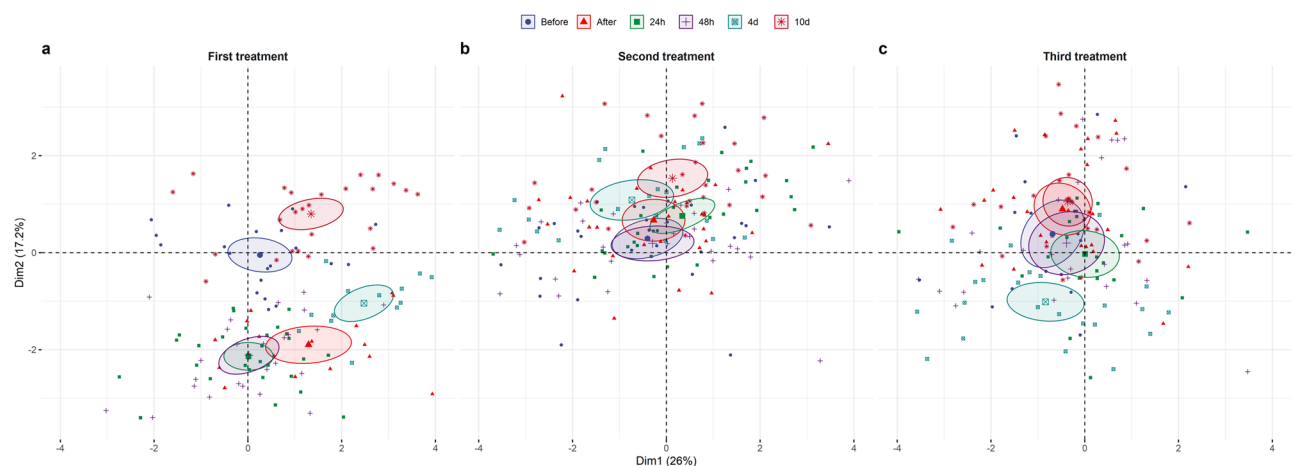 Before After 24h 48h 4d 10d
a b c
First treatment Second treatment Third treatment
2
0
-2
Dim2 (17.2%)
-4 -2 0 2 4 -4 -2 0 2 4 -4 -2 0 2 4
Dim1 (26%)